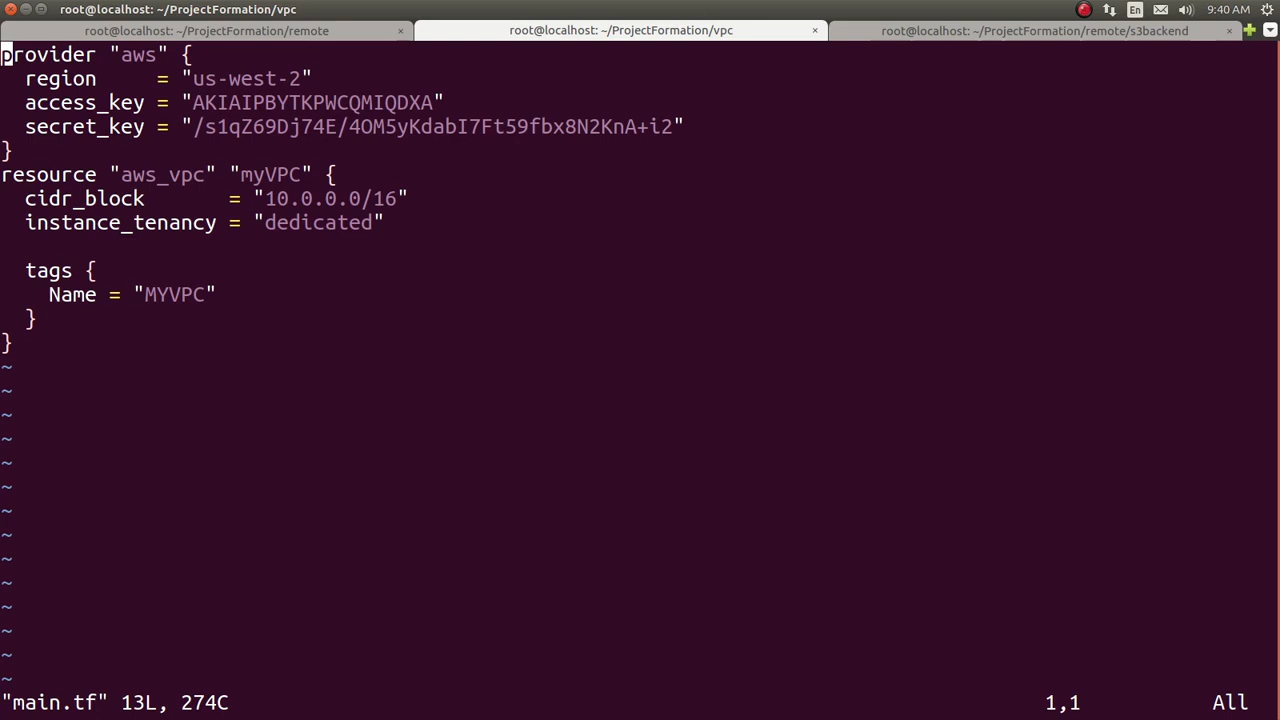 root@localhost: ~/ProjectFormation/vpc
En
9:40 AM
root@localhost: ~/ProjectFormation/remote ×
root@localhost: ~/ProjectFormation/vpc ×
root@localhost: ~/ProjectFormation/remote/s3backend ×
provider "aws" {
  region     = "us-west-2"
  access_key = "AKIAIPBYTKPWCQMIQDXA"
  secret_key = "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"
}
resource "aws_vpc" "myVPC" {
  cidr_block       = "10.0.0.0/16"
  instance_tenancy = "dedicated"

  tags {
    Name = "MYVPC"
  }
}
~
~
~
~
~
~
~
~
~
~
~
~
~
~
"main.tf" 13L, 274C 1,1 All